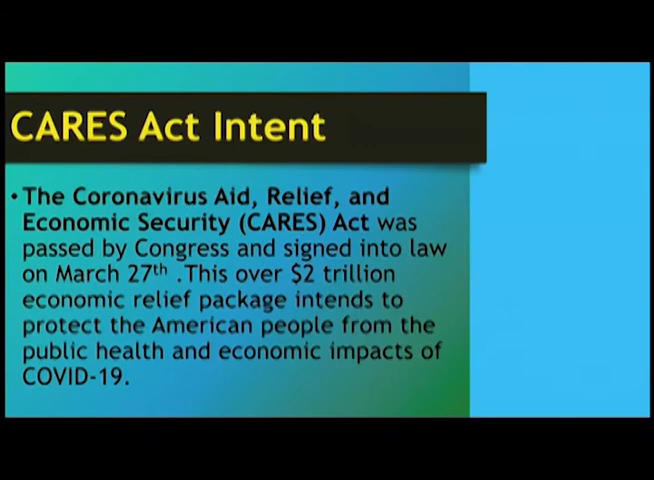 CARES Act Intent
• The Coronavirus Aid, Relief, and
Economic Security (CARES) Act was
passed by Congress and signed into law
on March 27th .This over $2 trillion
economic relief package intends to
protect the American people from the
public health and economic impacts of
COVID-19.